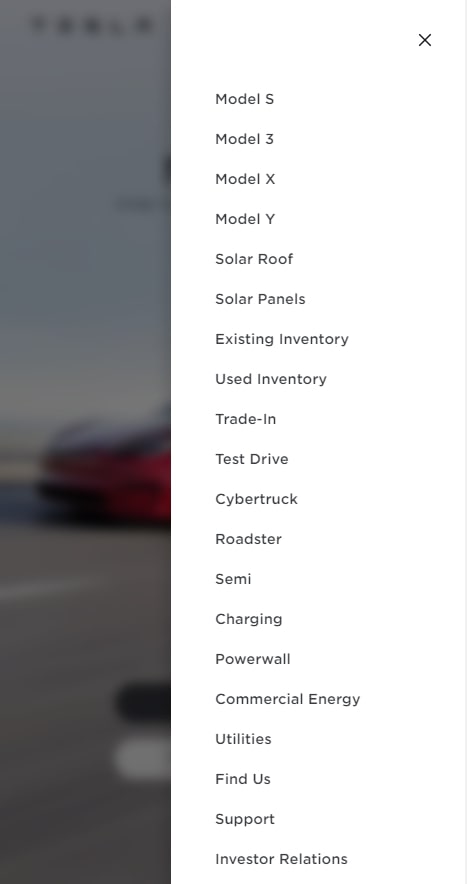 TESLA
Model S
Model 3
Model X
Model Y
Solar Roof
Solar Panels
Existing Inventory
Used Inventory
Trade-In
Test Drive
Cybertruck
Roadster
Semi
Charging
Powerwall
Commercial Energy
Utilities
Find Us
Support
Investor Relations